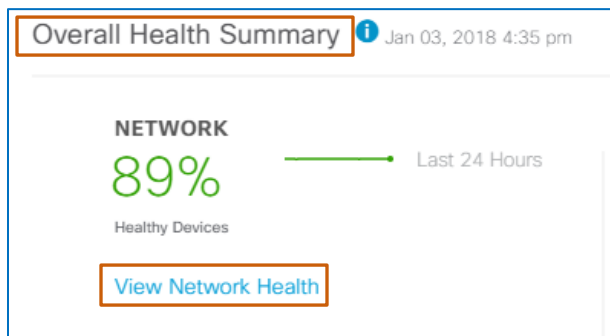 Overall Health Summary i Jan 03, 2018 4:35 pm
NETWORK
89%
Last 24 Hours
Healthy Devices
View Network Health